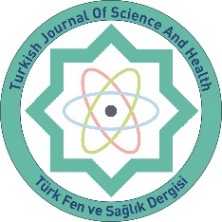 Turkish Journal Of Science And Health
Türk Fen ve Sağlık Dergisi